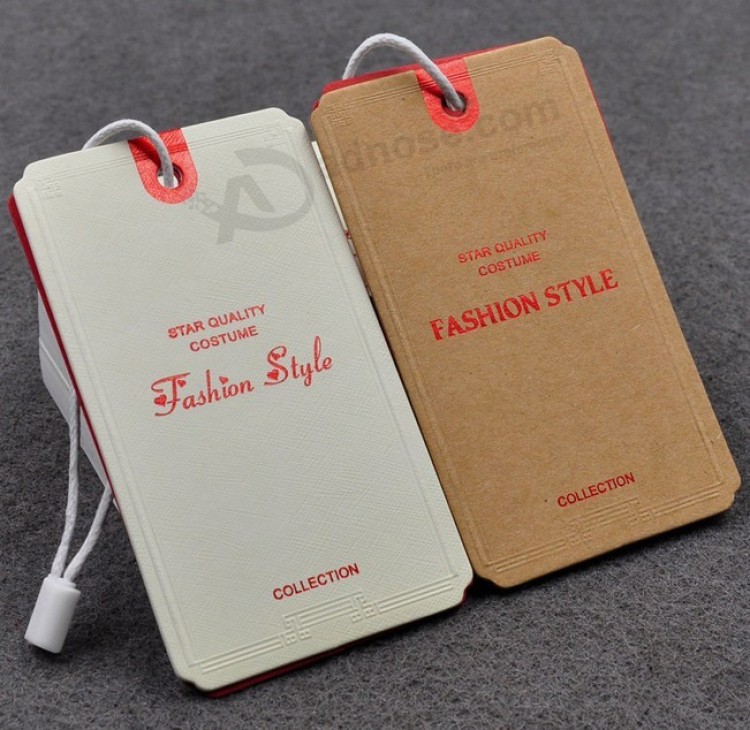 STAR QUALITY
COSTUME
Fashion Style
COLLECTION
STAR QUALITY
COSTUME
FASHION STYLE
COLLECTION